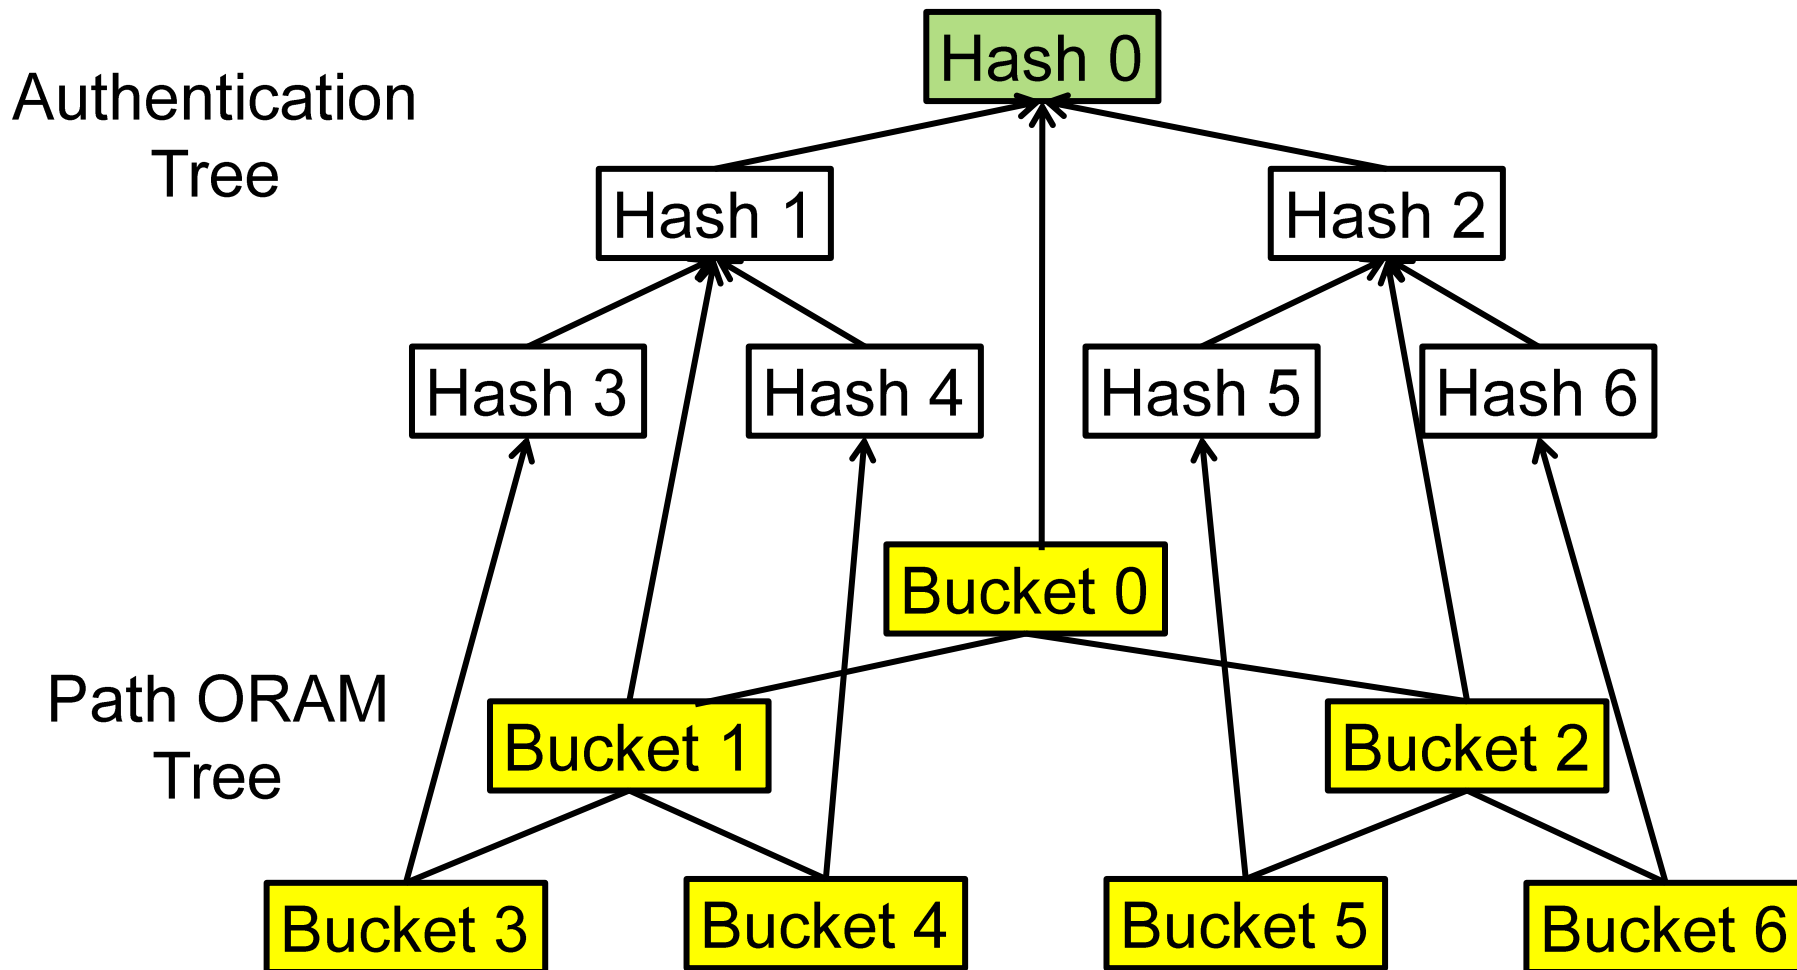 Hash 0
Authentication
Tree
Hash 1
Hash 2
Hash 3
Hash 4
Hash 5
Hash 6
Bucket 0
Path ORAM
Tree
Bucket 1
Bucket 2
Bucket 3
Bucket 4
Bucket 5
Bucket 6